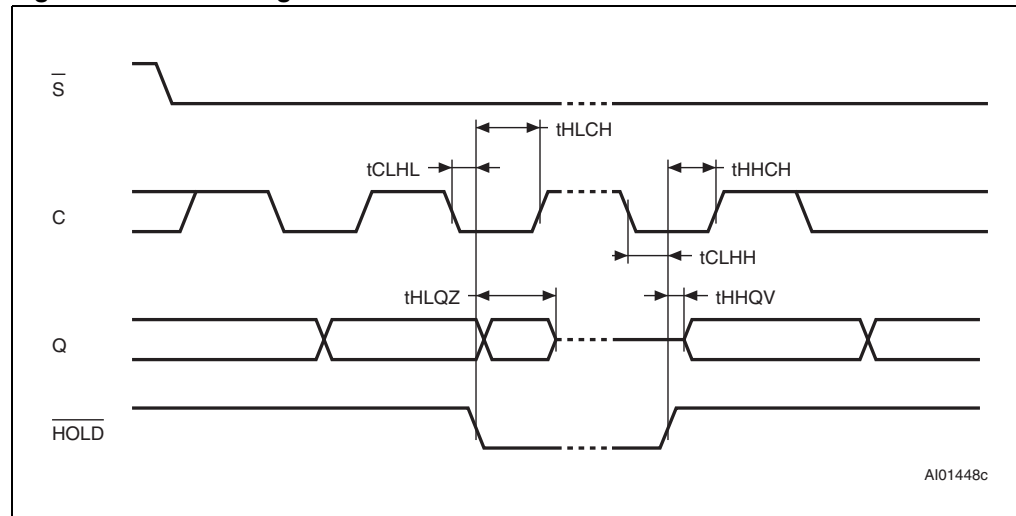 S
tHLCH
tCLHL
tHHCH
C
tCLHH
tHLQZ
tHHQV
Q
HOLD
AI01448c